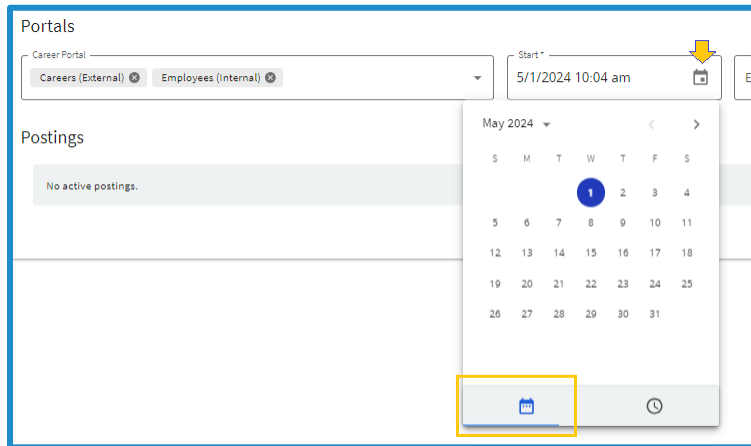 Portals
Career Portal
Start *
Careers (External) Employees (Internal)
5/1/2024 10:04 am
E
May 2024
Postings
S M T W T F S
No active postings.
1 2 3 4
5 6 7 8 9 10 11
12 13 14 15 16 17 18
19 20 21 22 23 24 25
26 27 28 29 30 31